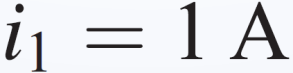 i₁ = 1 A